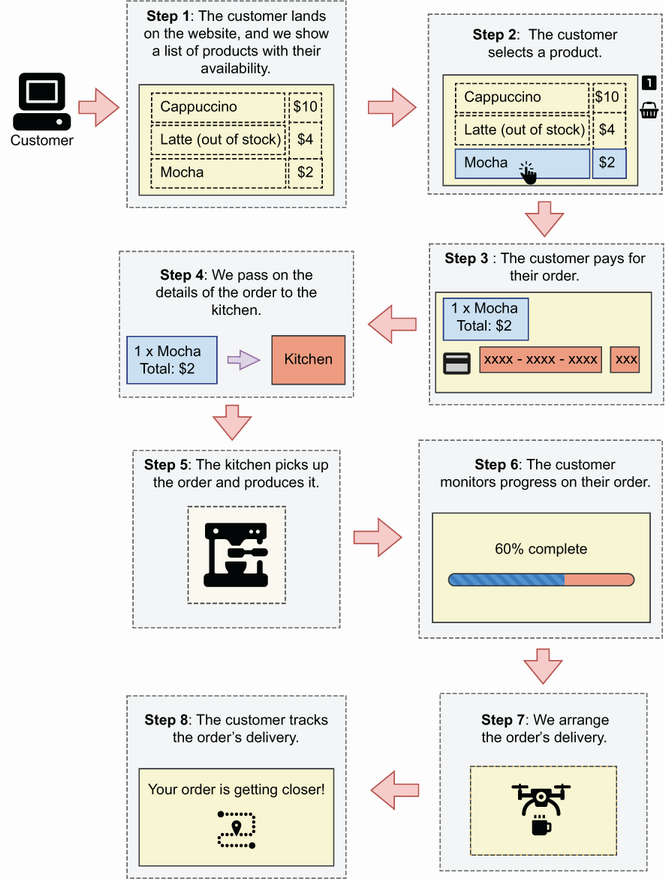 Customer
Step 1: The customer lands
on the website, and we show
a list of products with their
availability.
Cappuccino $10
Latte (out of stock) $4
Mocha $2
Step 2: The customer
selects a product.
1
Cappuccino $10
Latte (out of stock) $4
Mocha $2
Step 3 : The customer pays for
their order.
1 x Mocha
Total: $2
xxxx - xxxx - xxxx xxx
Step 4: We pass on the
details of the order to the
kitchen.
1 x Mocha
Total: $2
Kitchen
Step 5: The kitchen picks up
the order and produces it.
Step 6: The customer
monitors progress on their order.
60% complete
Step 7: We arrange
the order's delivery.
Step 8: The customer tracks
the order's delivery.
Your order is getting closer!